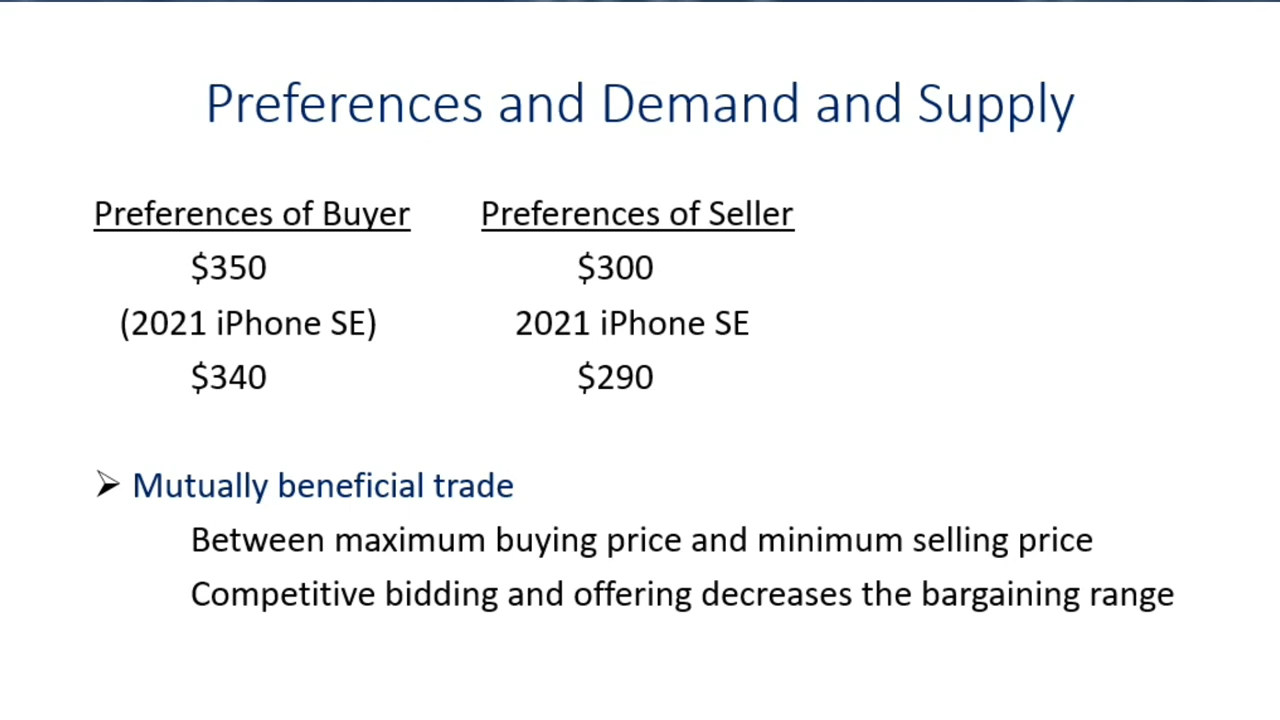 Preferences and Demand and Supply
Preferences of Buyer Preferences of Seller
$350 $300
(2021 iPhone SE) 2021 iPhone SE
$340 $290
➢ Mutually beneficial trade
Between maximum buying price and minimum selling price
Competitive bidding and offering decreases the bargaining range